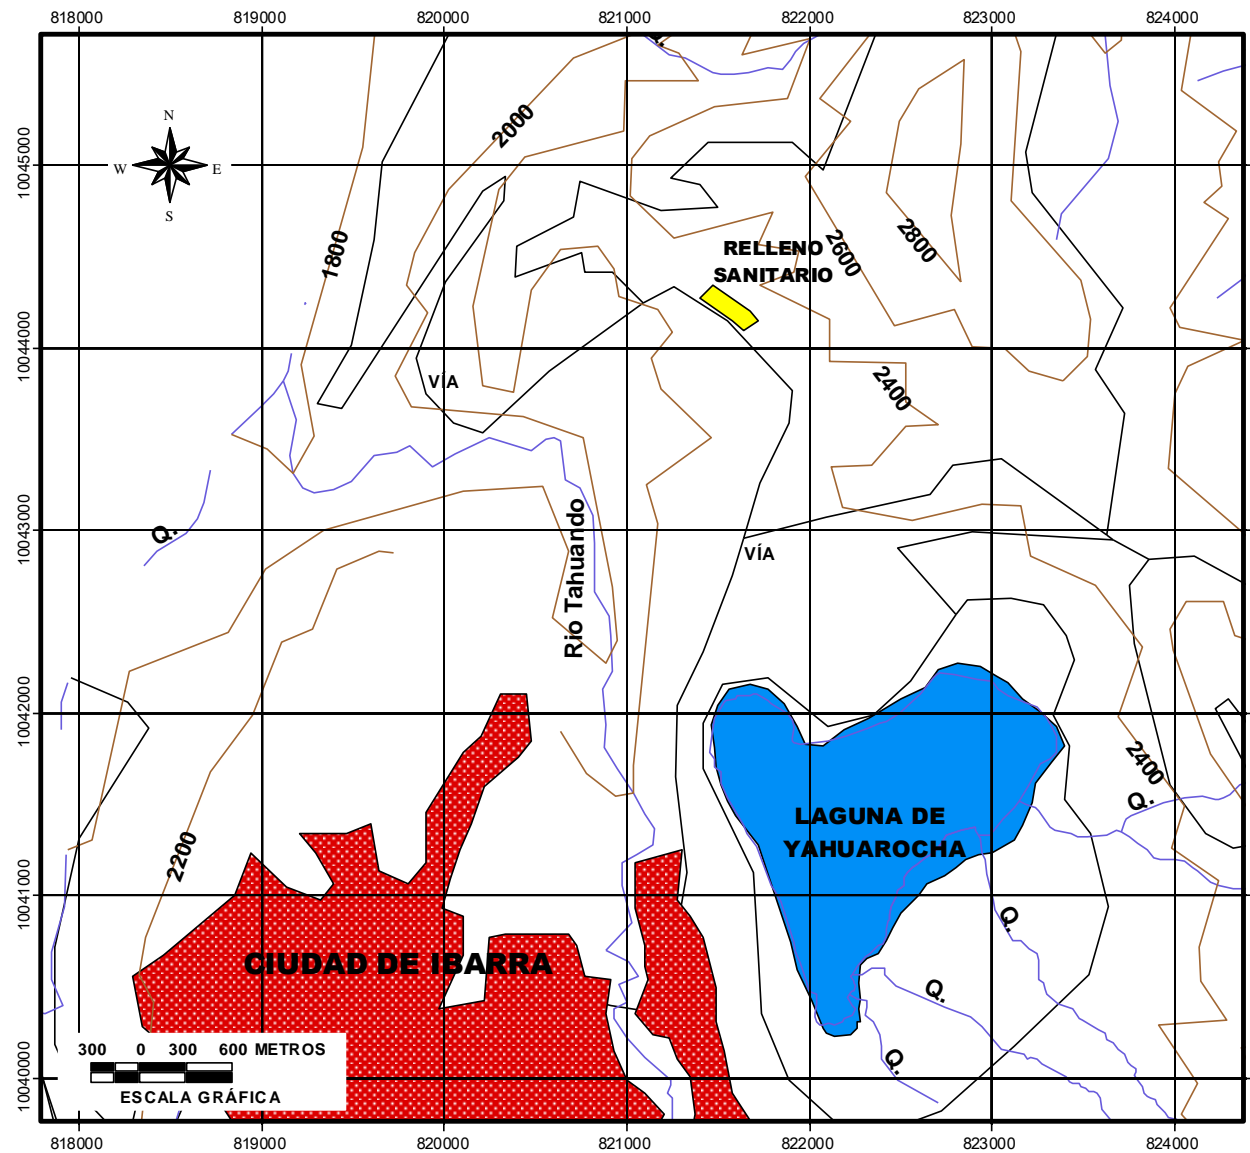 818000 819000 820000 821000 822000 823000 824000
Q.
2000
10045000
N
W E
S
1800
RELLENO
SANITARIO
2600
2800
10044000
VÍA
2400
10043000
Q.
Rio Tahuando
VÍA
10042000
2400
Q.
LAGUNA DE
YAHUAROCHA
2200
10041000
Q.
CIUDAD DE IBARRA
Q.
Q.
300 0 300 600 METROS
ESCALA GRÁFICA
10040000
818000 819000 820000 821000 822000 823000 824000